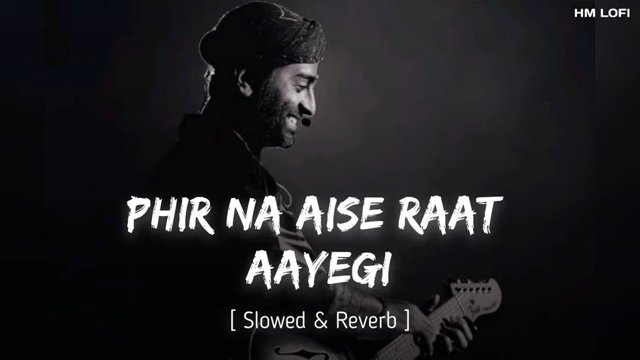 HM LOFI
PHIR NA AISE RAAT
AAYEGI
[ Slowed & Reverb ]